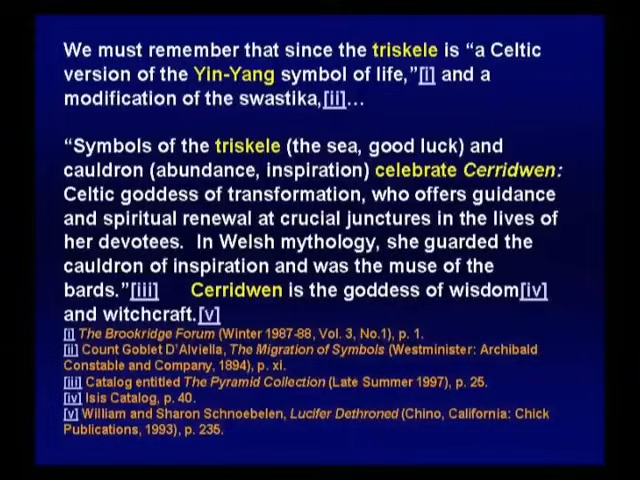 We must remember that since the triskele is “a Celtic
version of the Yin-Yang symbol of life,”[i] and a
modification of the swastika,[ii]…
“Symbols of the triskele (the sea, good luck) and
cauldron (abundance, inspiration) celebrate Cerridwen:
Celtic goddess of transformation, who offers guidance
and spiritual renewal at crucial junctures in the lives of
her devotees. In Welsh mythology, she guarded the
cauldron of inspiration and was the muse of the
bards.”[iii] Cerridwen is the goddess of wisdom[iv]
and witchcraft.[v]
[i] The Brookridge Forum (Winter 1987-88, Vol. 3, No.1), p. 1.
[ii] Count Goblet D’Alviella, The Migration of Symbols (Westminister: Archibald
Constable and Company, 1894), p. xi.
[iii] Catalog entitled The Pyramid Collection (Late Summer 1997), p. 25.
[iv] Isis Catalog, p. 40.
[v] William and Sharon Schnoebelen, Lucifer Dethroned (Chino, California: Chick
Publications, 1993), p. 235.